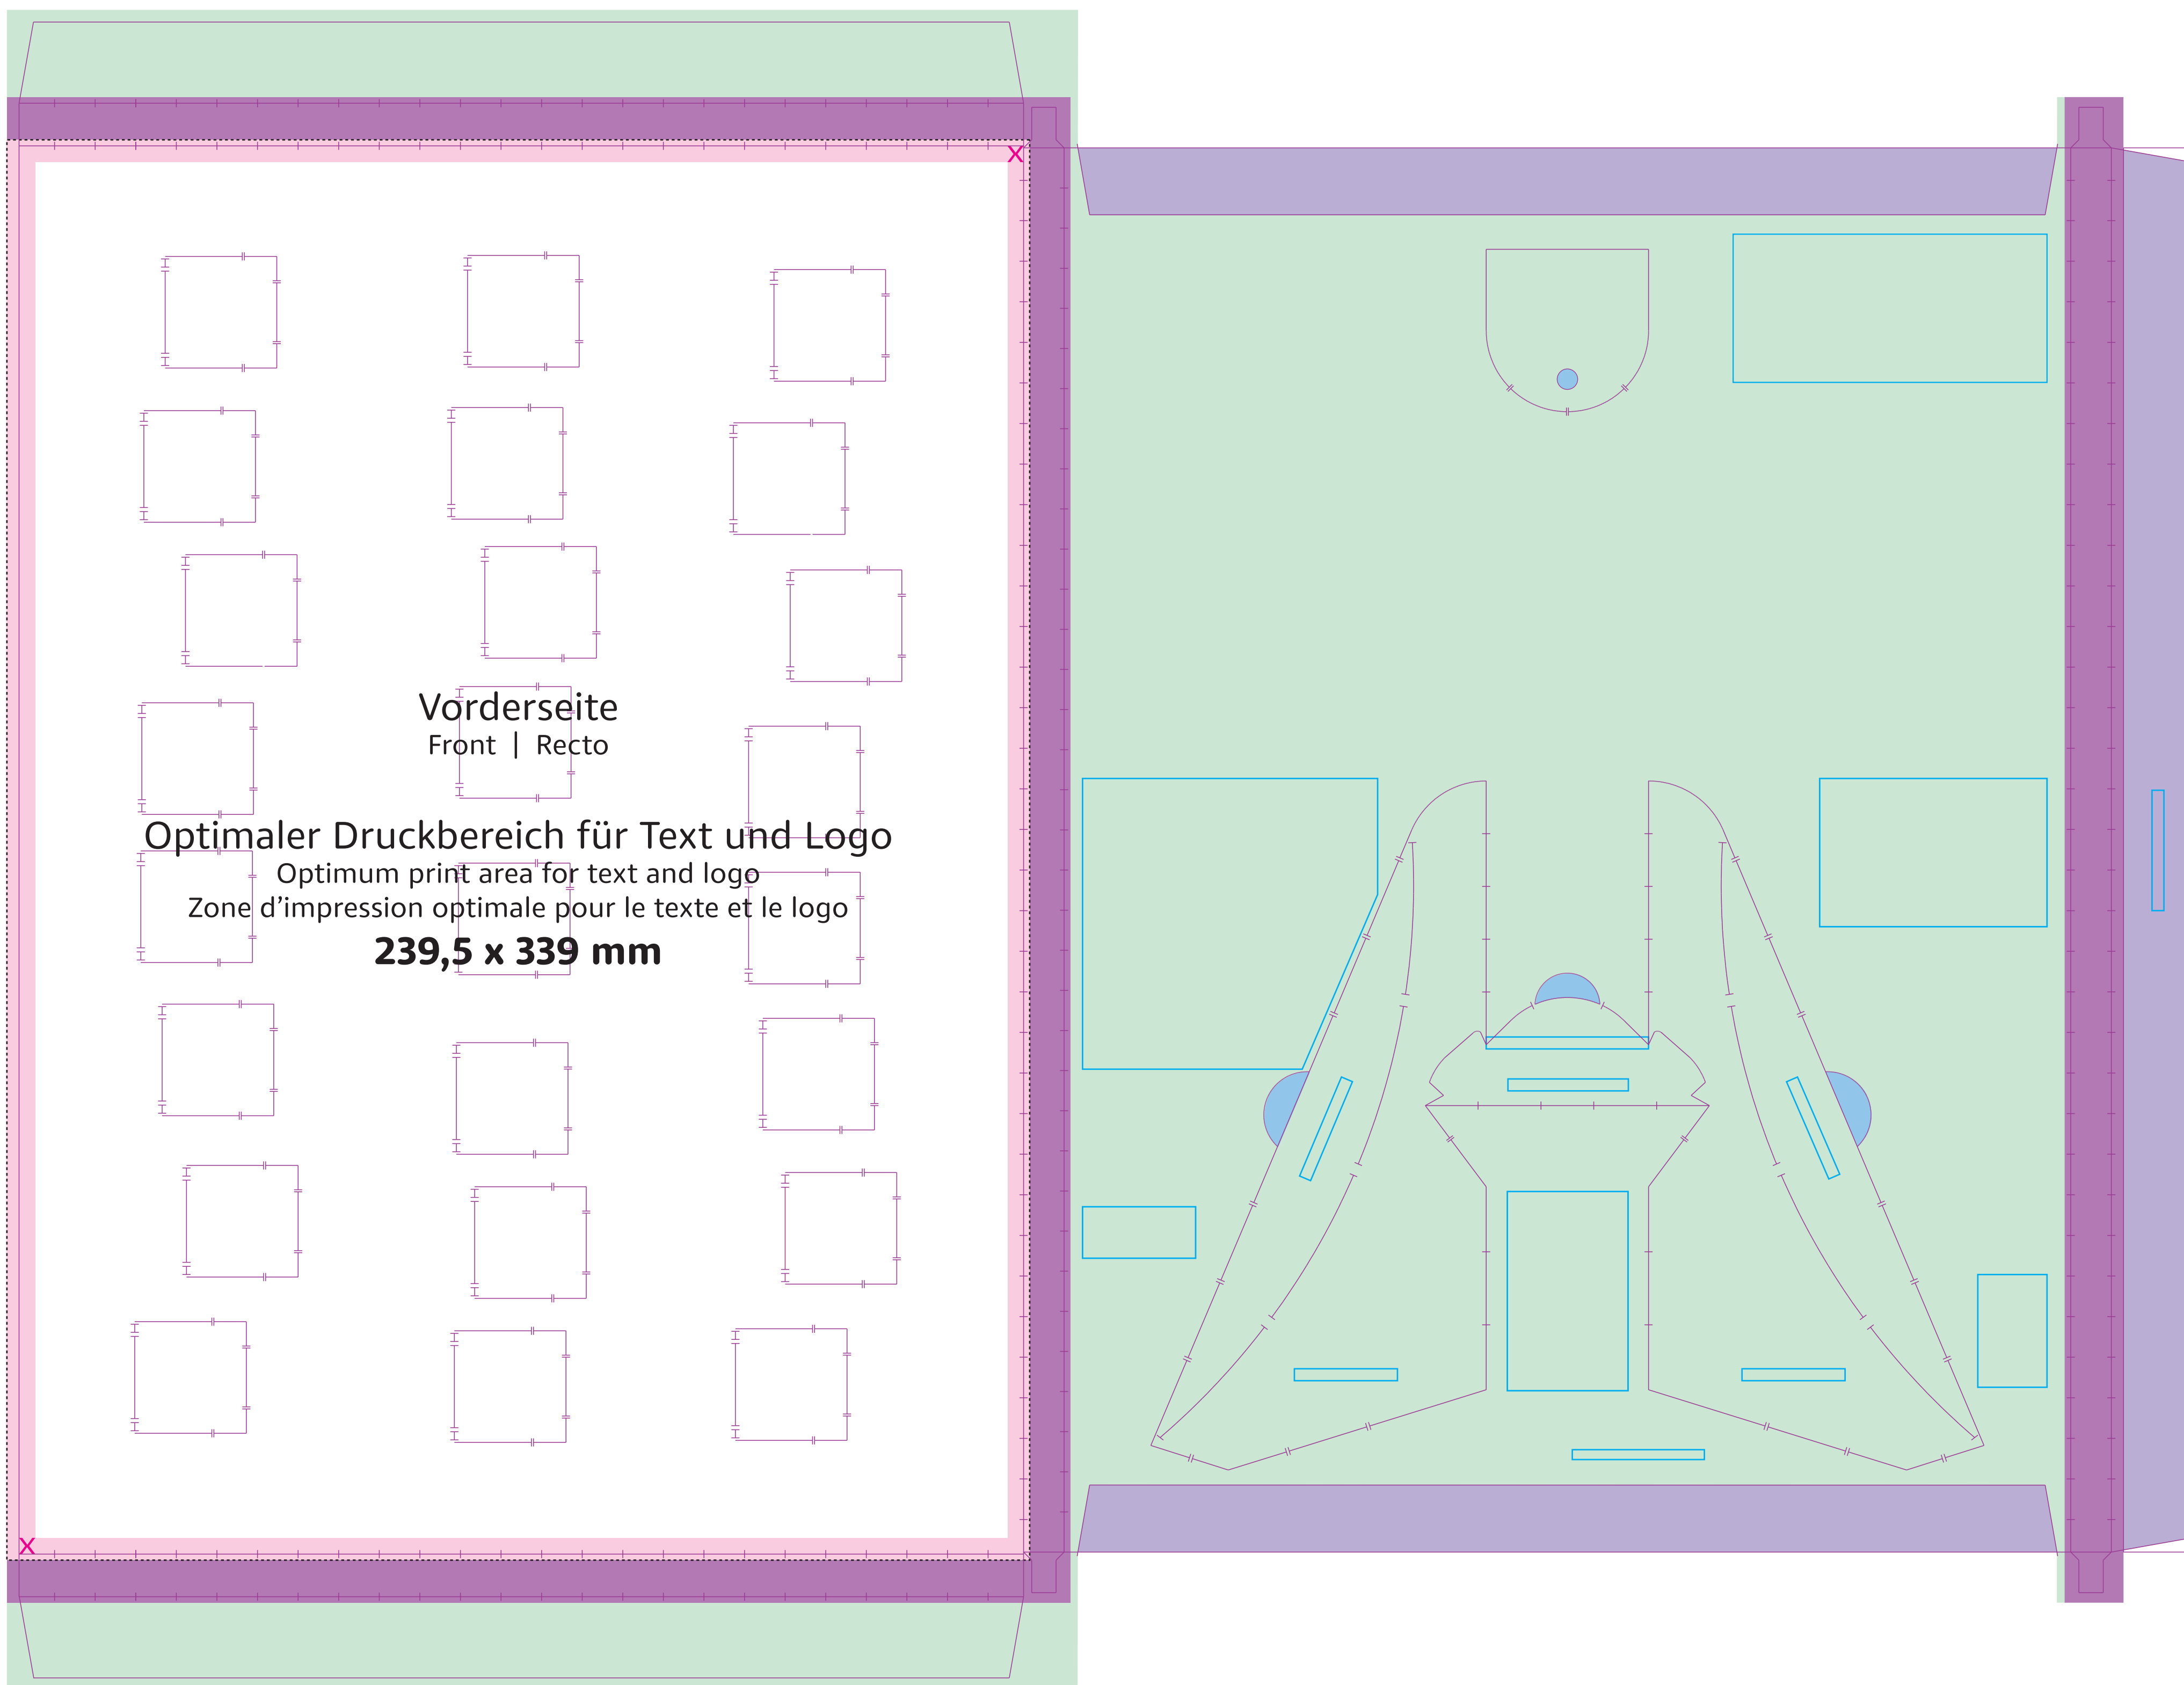 X
Vorderseite
Front | Recto
Optimaler Druckbereich für Text und Logo
Optimum print area for text and logo
Zone d’impression optimale pour le texte et le logo
239,5 x 339 mm
X